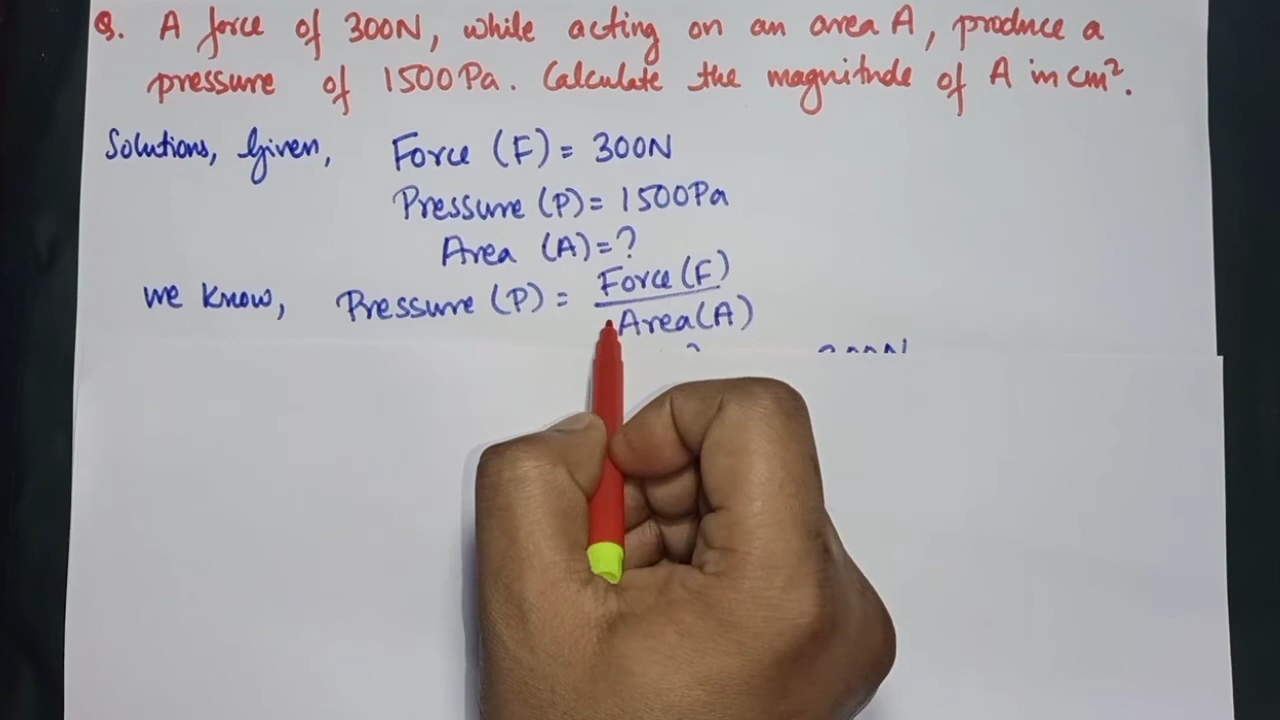 Q. A force of 300N, while acting on an area A, produce a
pressure of 1500Pa. Calculate the magnitude of A in cm².
Solutions, Given, Force (F) = 300N
Pressure (P) = 1500Pa
Area (A) = ?
we know, Pressure (P) = Force (F)
Area (A)